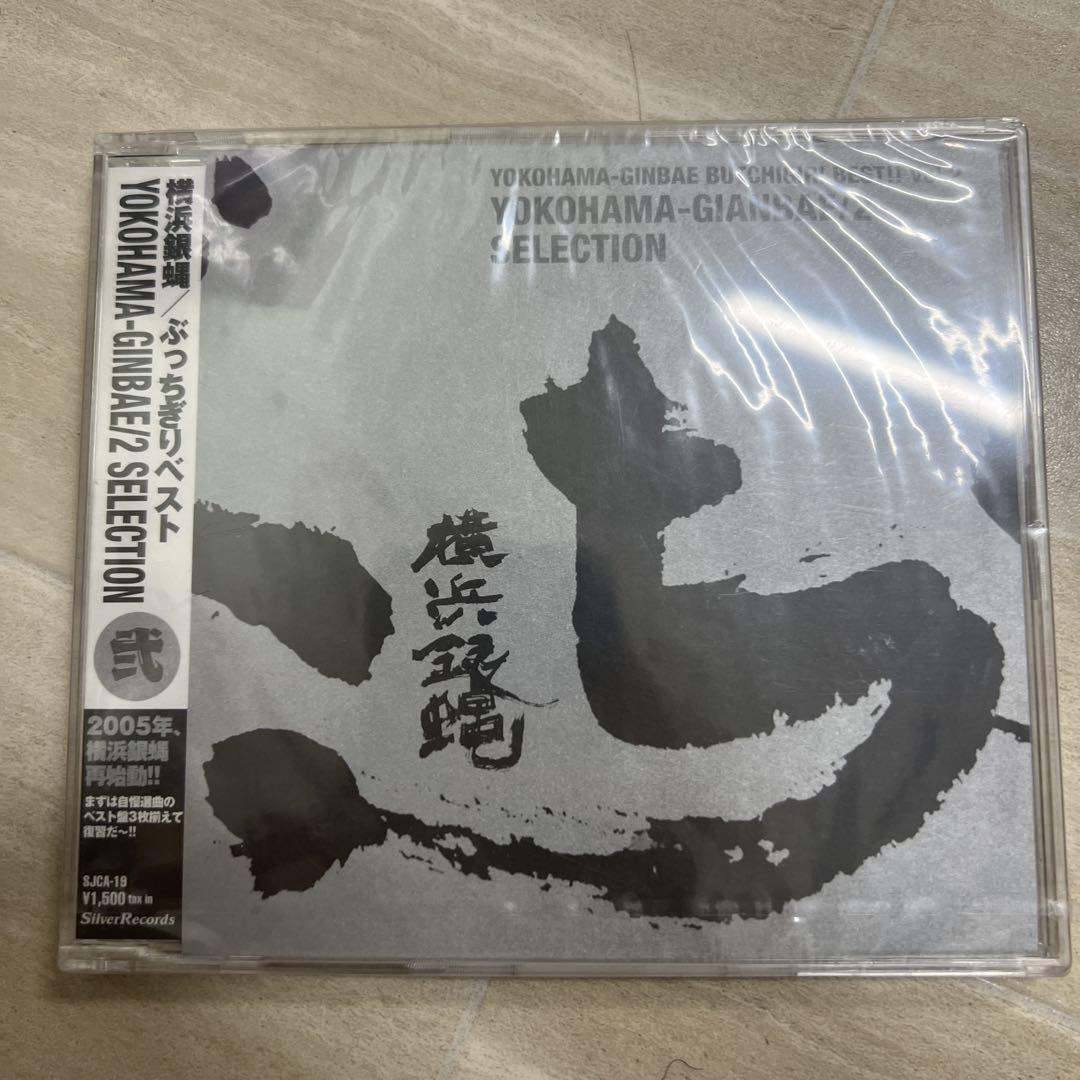 横浜銀蝿／ぶっちぎりベスト
YOKOHAMA-GINBAE/2 SELECTION
弐
2005年、
横浜銀蝿
再始動!!
まずは自慢選曲の
ベスト盤3枚揃えて
復習だ〜!!
SJCA-19
¥1,500 tax in
SilverRecords
YOKOHAMA-GINBAE BUTCHIGIRI BEST!! Vol.2
YOKOHAMA-GIANBAE/2
SELECTION
横浜銀蝿